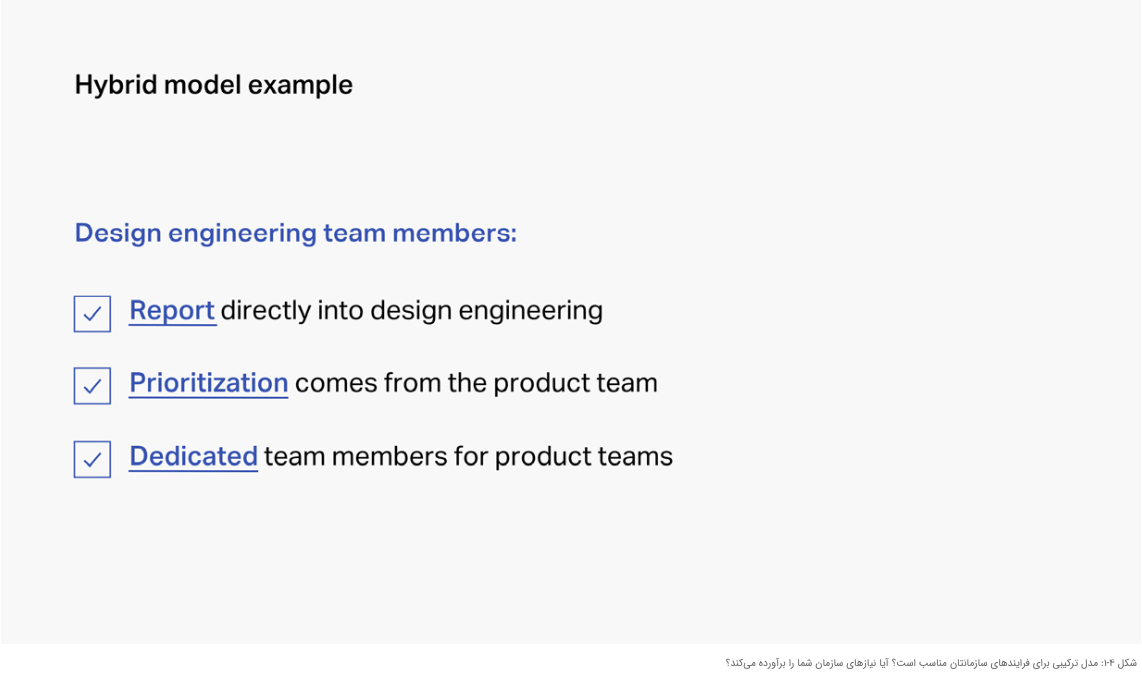 Hybrid model example
Design engineering team members:
Report directly into design engineering
Prioritization comes from the product team
Dedicated team members for product teams
شکل ۴-۱: مدل ترکیبی برای فرایندهای سازمانتان مناسب است؟ آیا نیازهای سازمان شما را برآورده می‌کند؟